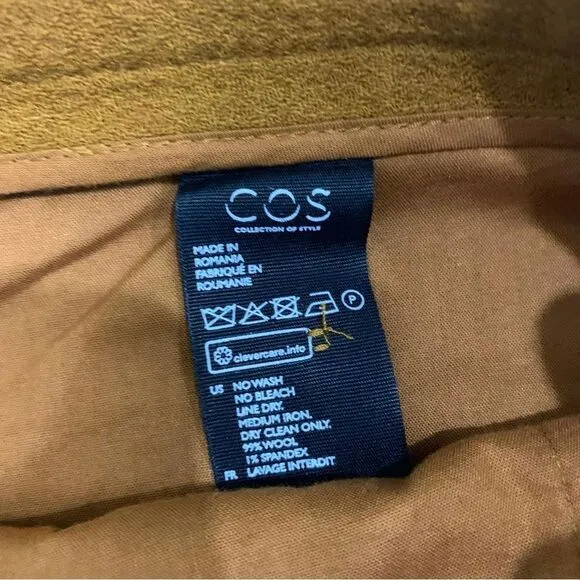 COS
COLLECTION OF STYLE
MADE IN
ROMANIA
FABRIQUÉ EN
ROUMANIE
P
clevercare.info
US NO WASH
NO BLEACH
LINE DRY.
MEDIUM IRON.
DRY CLEAN ONLY.
99% WOOL
1% SPANDEX
FR LAVAGE INTERDIT